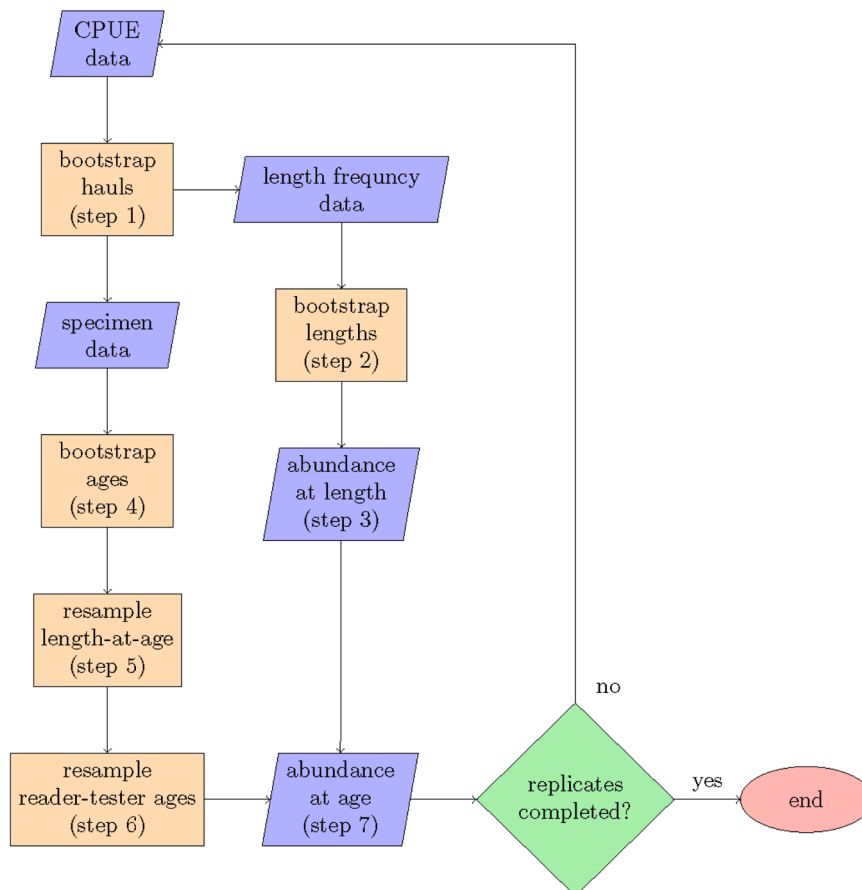 CPUE
data
bootstrap
hauls
(step 1)
length frequncy
data
specimen
data
bootstrap
lengths
(step 2)
bootstrap
ages
(step 4)
abundance
at length
(step 3)
resample
length-at-age
(step 5)
resample
reader-tester ages
(step 6)
abundance
at age
(step 7)
replicates
completed?
no
yes
end